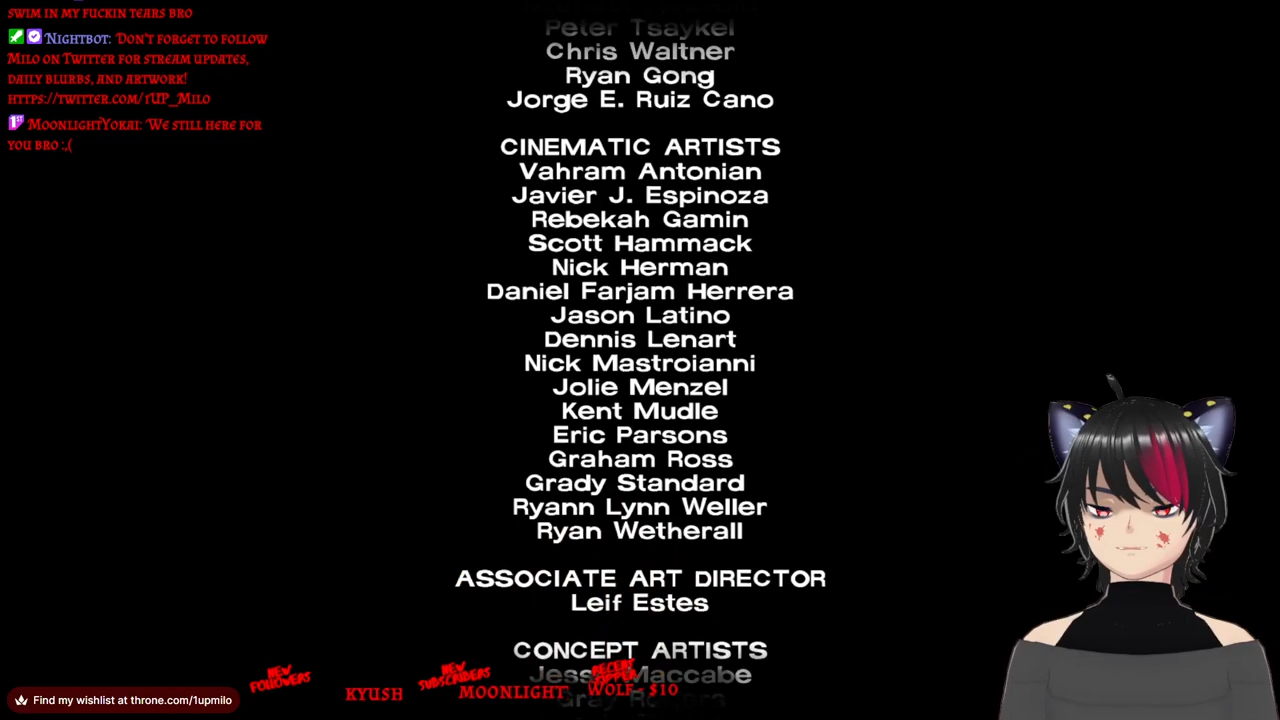 SWIM IN MY FUCKIN TEARS BRO
NIGHTBOT: DON'T FORGET TO FOLLOW
MILO ON TWITTER FOR STREAM UPDATES,
DAILY BLURBS, AND ARTWORK!
HTTPS://TWITTER.COM/1UP_MILO
1ST MOONLIGHTYOKAI: WE STILL HERE FOR
YOU BRO :,(
Peter Tsaykel
Chris Waltner
Ryan Gong
Jorge E. Ruiz Cano
CINEMATIC ARTISTS
Vahram Antonian
Javier J. Espinoza
Rebekah Gamin
Scott Hammack
Nick Herman
Daniel Farjam Herrera
Jason Latino
Dennis Lenart
Nick Mastroianni
Jolie Menzel
Kent Mudle
Eric Parsons
Graham Ross
Grady Standard
Ryann Lynn Weller
Ryan Wetherall
ASSOCIATE ART DIRECTOR
Leif Estes
CONCEPT ARTISTS
Maccabe
NEW
FOLLOWERS
KYUSH
NEW
SUBSCRIBERS
MOONLIGHT
RECENT
WOLF - $10
Find my wishlist at throne.com/1upmilo